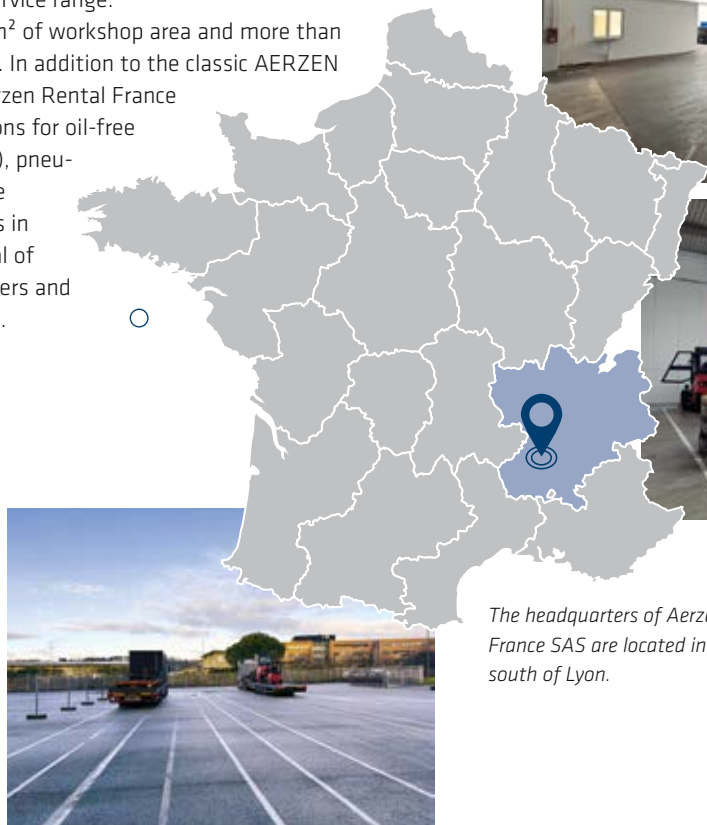 rvice range.
m² of workshop area and more than
. In addition to the classic AERZEN
rzen Rental France
ons for oil-free
), pneu-
e
s in
al of
ers and
.
The headquarters of Aerz
France SAS are located in
south of Lyon.